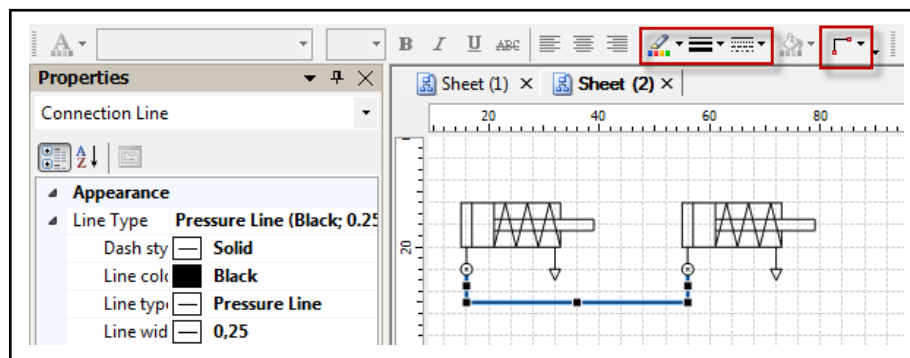 A B I U ABC
Properties
Sheet (1) Sheet (2)
Connection Line
20 40 60 80
A Z
Appearance
Line Type Pressure Line (Black; 0.25
Dash sty Solid
20
Line colo Black
Line typ Pressure Line
Line wid 0,25